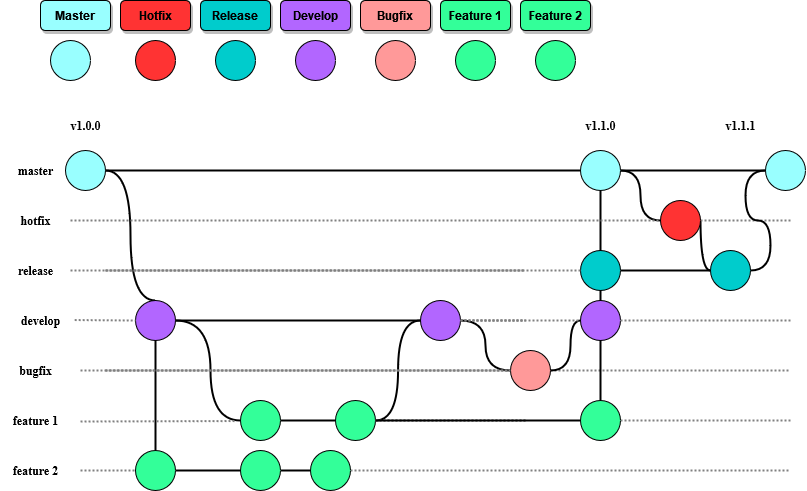 Master
Hotfix
Release
Develop
Bugfix
Feature 1
Feature 2
v1.0.0
v1.1.0
v1.1.1
master
hotfix
release
develop
bugfix
feature 1
feature 2